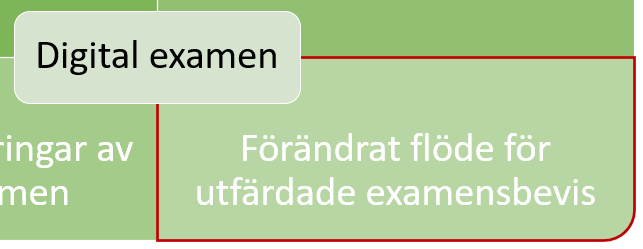 Digital examen
ringar av
men
Förändrat flöde för
utfärdade examensbevis